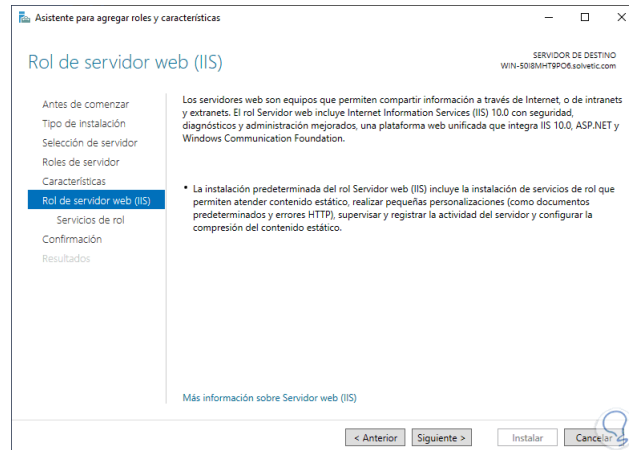 Asistente para agregar roles y características
Rol de servidor web (IIS)
SERVIDOR DE DESTINO
WIN-50I8MHT9PO6.solvetic.com
Antes de comenzar
Tipo de instalación
Selección de servidor
Roles de servidor
Características
Rol de servidor web (IIS)
Servicios de rol
Confirmación
Resultados
Los servidores web son equipos que permiten compartir información a través de Internet, o de intranets
y extranets. El rol Servidor web incluye Internet Information Services (IIS) 10.0 con seguridad,
diagnósticos y administración mejorados, una plataforma web unificada que integra IIS 10.0, ASP.NET y
Windows Communication Foundation.
• La instalación predeterminada del rol Servidor web (IIS) incluye la instalación de servicios de rol que
permiten atender contenido estático, realizar pequeñas personalizaciones (como documentos
predeterminados y errores HTTP), supervisar y registrar la actividad del servidor y configurar la
compresión del contenido estático.
Más información sobre Servidor web (IIS)
< Anterior Siguiente > Instalar Cancelar